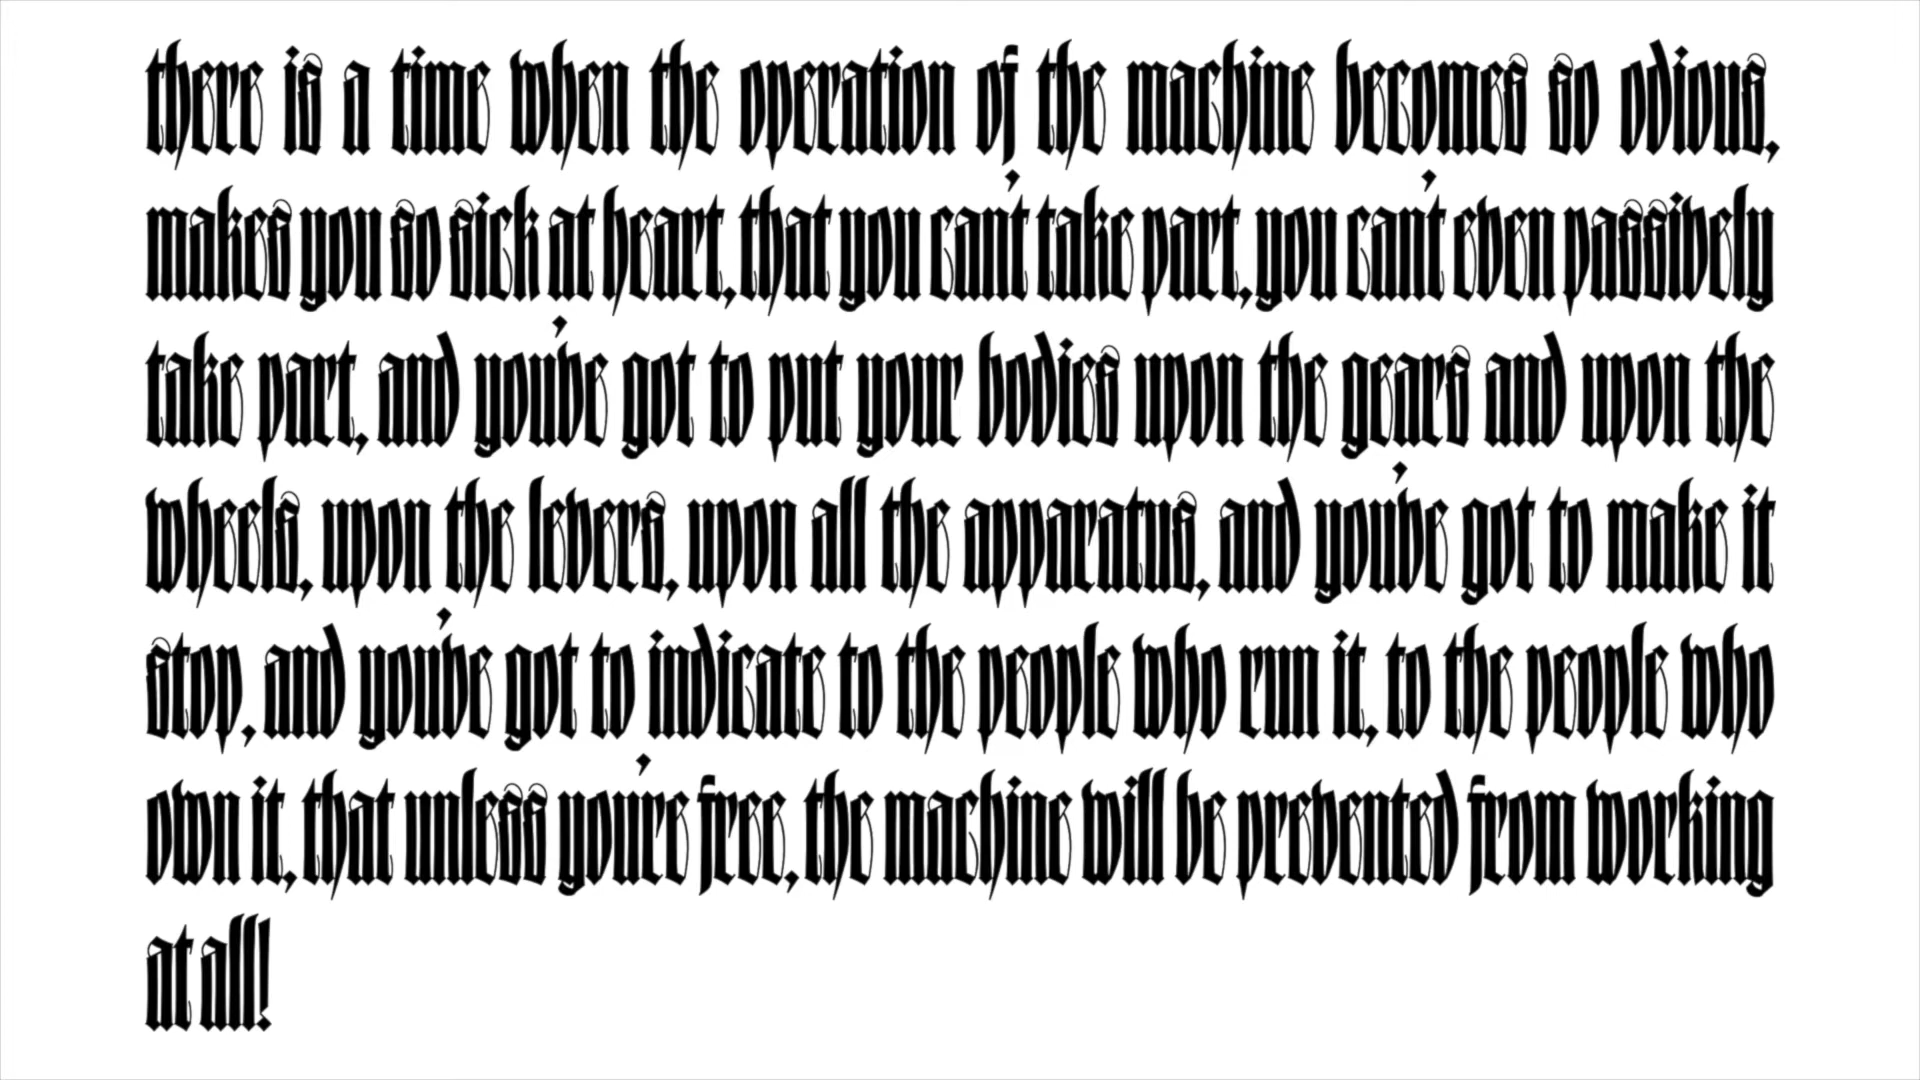 there is a time when the operation of the machine becomes so odious,
makes you so sick at heart, that you can't take part, you can't even passively
take part, and you've got to put your bodies upon the gears and upon the
wheels, upon the levers, upon all the apparatus, and you've got to make it
stop, and you've got to indicate to the people who run it, to the people who
own it, that unless you're free, the machine will be prevented from working
at all!